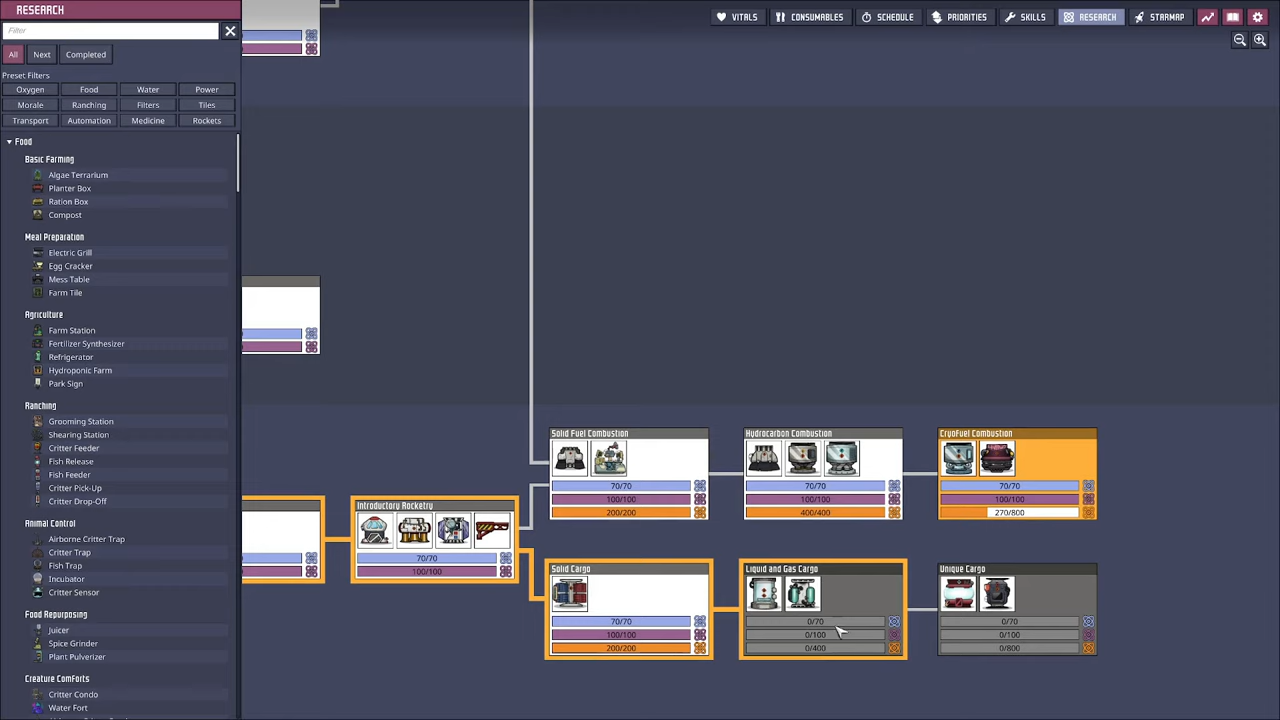 RESEARCH
VITALS
CONSUMABLES
SCHEDULE
PRIORITIES
SKILLS
RESEARCH
STARMAP
Filter
All
Next
Completed
Preset Filters
Oxygen
Food
Water
Power
Morale
Ranching
Filters
Tiles
Transport
Automation
Medicine
Rockets
Food
Basic Farming
Algae Terrarium
Planter Box
Ration Box
Compost
Meal Preparation
Electric Grill
Egg Cracker
Mess Table
Farm Tile
Agriculture
Farm Station
Fertilizer Synthesizer
Refrigerator
Hydroponic Farm
Park Sign
Ranching
Grooming Station
Shearing Station
Critter Feeder
Fish Release
Fish Feeder
Critter Pick-Up
Critter Drop-Off
Animal Control
Airborne Critter Trap
Critter Trap
Fish Trap
Incubator
Critter Sensor
Food Repurposing
Juicer
Spice Grinder
Plant Pulverizer
Creature Comforts
Critter Condo
Water Fort
Introductory Rocketry
70/70
100/100
Solid Fuel Combustion
70/70
100/100
200/200
Hydrocarbon Combustion
70/70
100/100
400/400
CryoFuel Combustion
70/70
100/100
270/800
Solid Cargo
70/70
100/100
200/200
Liquid and Gas Cargo
0/70
0/100
0/400
Unique Cargo
0/70
0/100
0/800